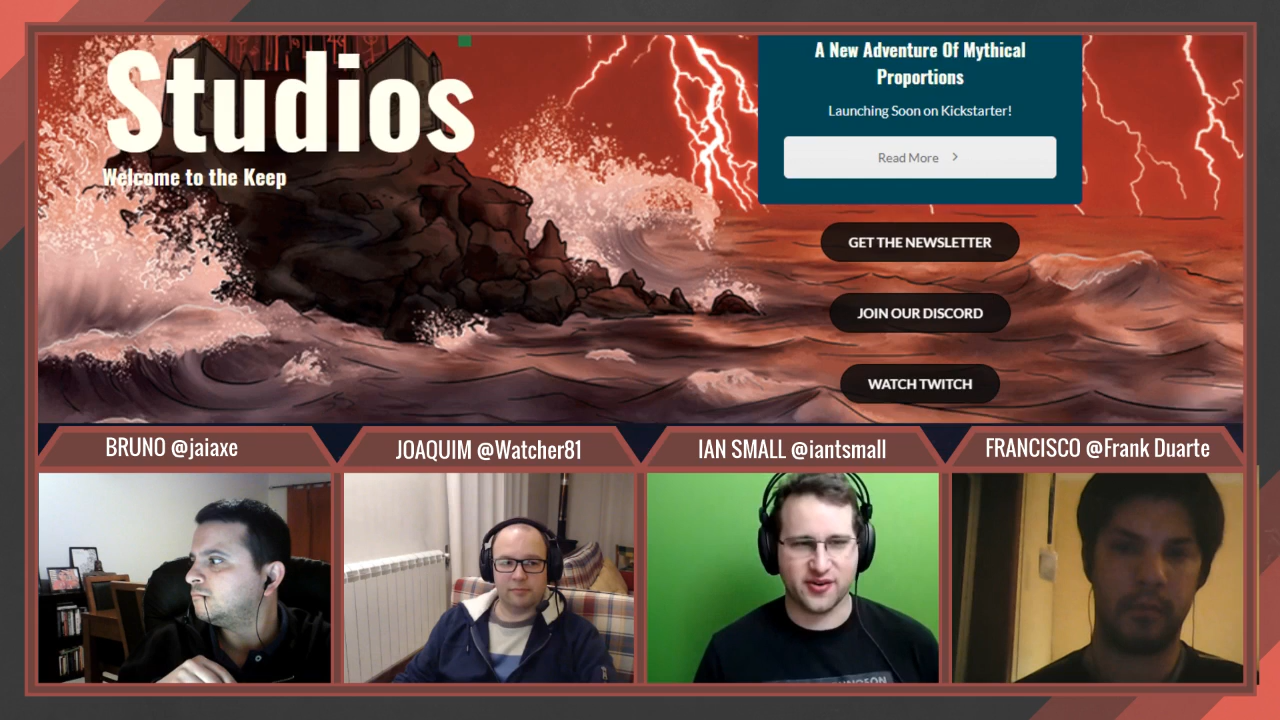 Studios
Welcome to the Keep
A New Adventure Of Mythical
Proportions
Launching Soon on Kickstarter!
Read More
GET THE NEWSLETTER
JOIN OUR DISCORD
WATCH TWITCH
BRUNO @jaiaxe
JOAQUIM @Watcher81
IAN SMALL @iantsmall
FRANCISCO @Frank Duarte